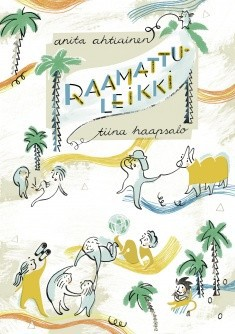 anita ahtiainen
RAAMATTU-
LEIKKI
tiina haapsalo